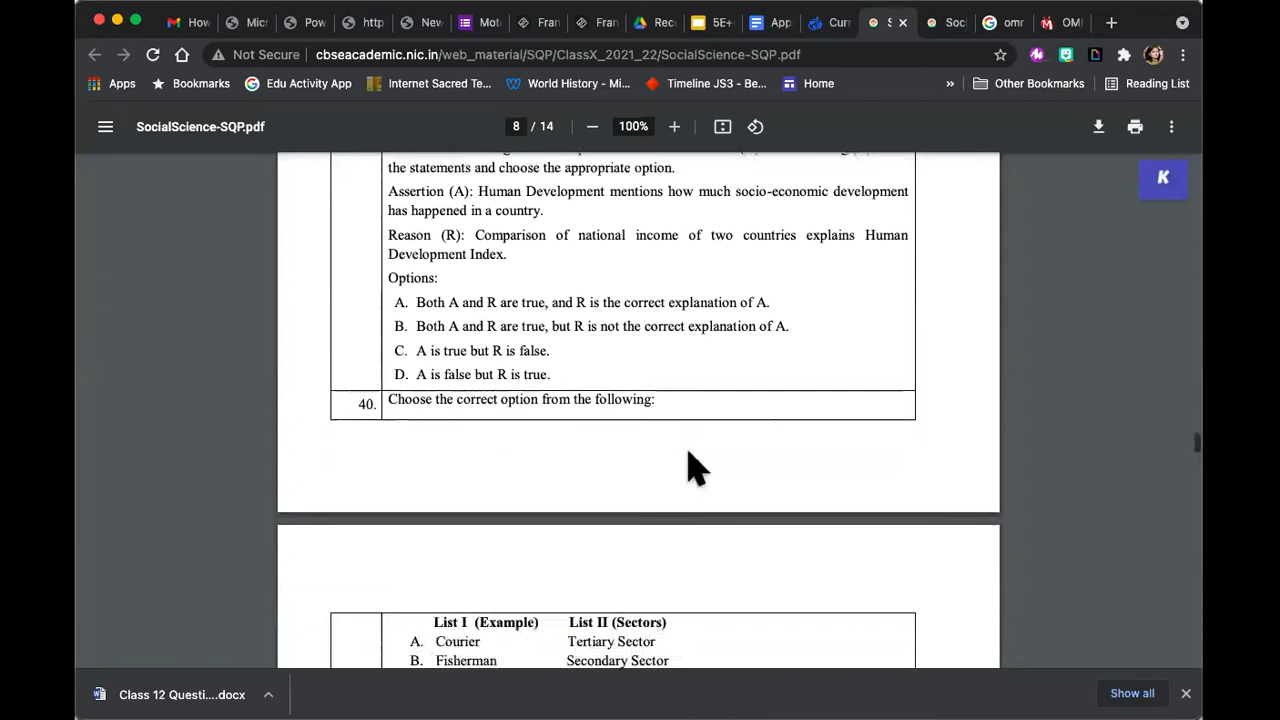 How
Micr
Pow
http
New
Mote
Fran
Fran
Rec
5E+
App
Curr
S
Soci
omr
OMI
Not Secure
cbseacademic.nic.in/web_material/SQP/ClassX_2021_22/SocialScience-SQP.pdf
Apps
Bookmarks
Edu Activity App
Internet Sacred Te...
World History - Mi...
Timeline JS3 - Be...
Home
»
Other Bookmarks
Reading List
SocialScience-SQP.pdf
8 / 14
100%
K
the statements and choose the appropriate option.
Assertion (A): Human Development mentions how much socio-economic development
has happened in a country.
Reason (R): Comparison of national income of two countries explains Human
Development Index.
Options:
A. Both A and R are true, and R is the correct explanation of A.
B. Both A and R are true, but R is not the correct explanation of A.
C. A is true but R is false.
D. A is false but R is true.
40. Choose the correct option from the following:
List I (Example) List II (Sectors)
A. Courier Tertiary Sector
B. Fisherman Secondary Sector
Class 12 Questi....docx
Show all